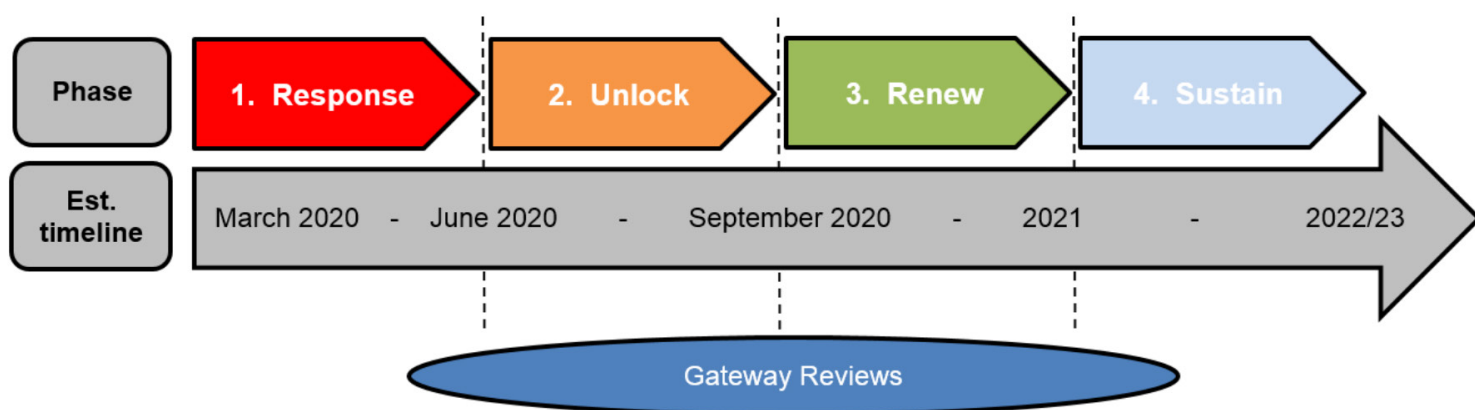 Phase
1. Response
2. Unlock
3. Renew
4. Sustain
Est.
timeline
March 2020 - June 2020 - September 2020 - 2021 - 2022/23
Gateway Reviews